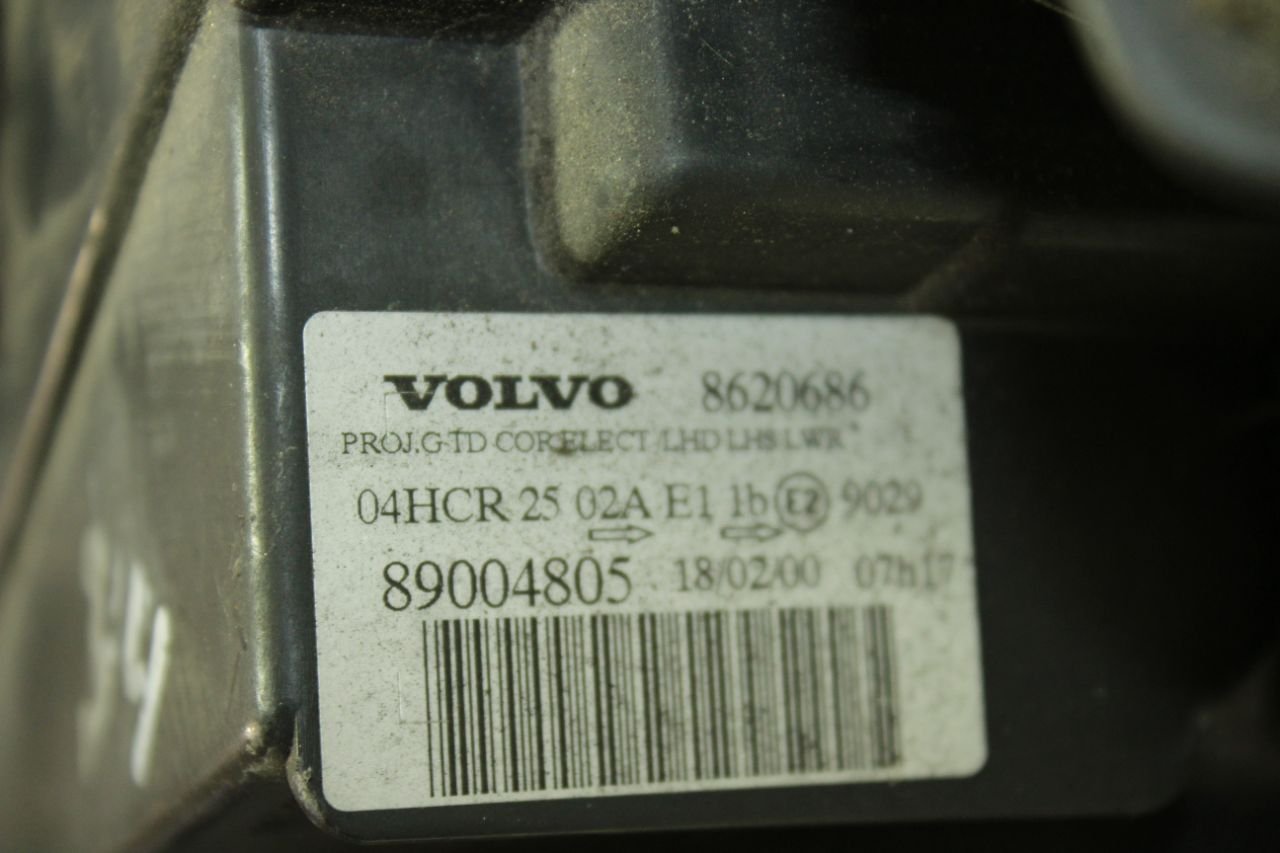 VOLVO 8620686
PROJ.G TD COR.ELECT /LHD LHS LWR
04HCR 25 02A E1 1b E2 9029
89004805 18/02/00 07h17